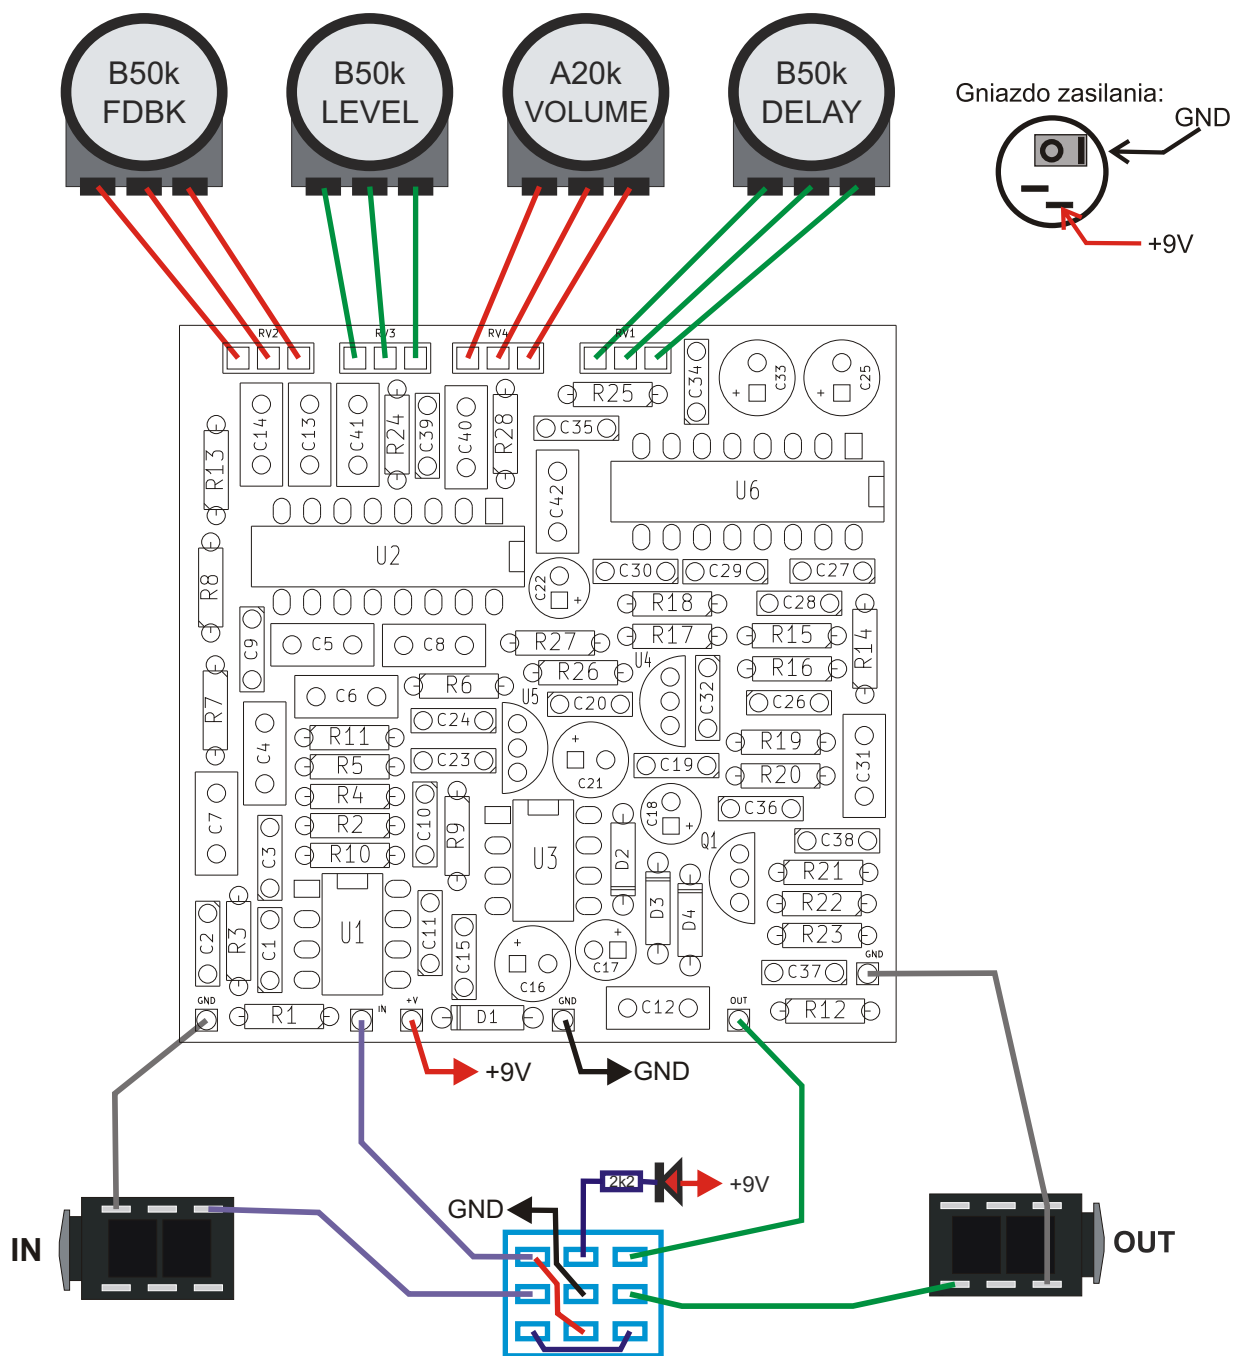 B50k
FDBK
B50k
LEVEL
A20k
VOLUME
B50k
DELAY
Gniazdo zasilania:
GND
+9V
RV2
RV3
RV4
RV1
C34
+
C33
+
C25
R25
C14
C13
C41
R24
C39
C40
R28
C35
R13
U6
C42
U2
C30
C29
C27
C22
+
R8
R18
C28
R17
R15
R14
C9
C5
C8
R27
R16
R26
U4
C32
R6
U5
C20
C26
R7
C6
C24
C4
R11
+
R19
C31
C23
C19
R5
C21
R20
R4
C10
R9
C18
+
C36
C7
R2
C3
R10
U3
D2
Q1
C38
R21
D3
D4
R22
C2
R3
C1
U1
C11
C15
+
C16
+
C17
R23
GND
C37
GND
R1
IN
+V
D1
GND
C12
OUT
R12
+9V
GND
2k2
+9V
GND
IN
OUT